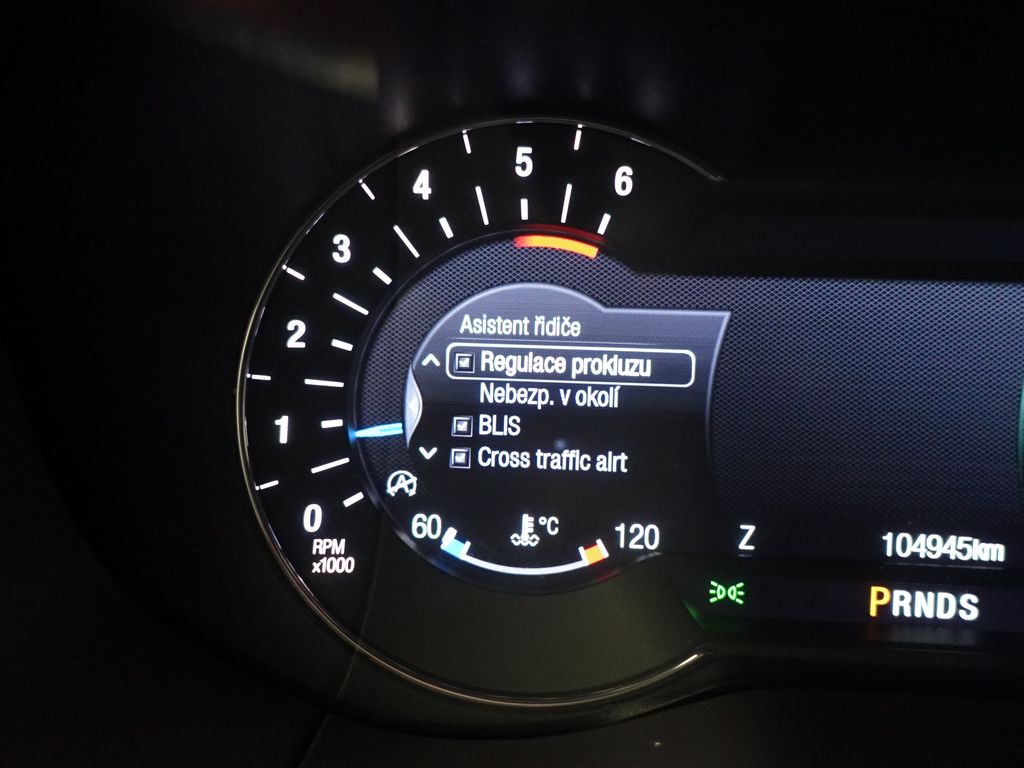 6
5
4
3
2
1
0
RPM
x1000
Asistent řidiče
Regulace prokluzu
Nebezp. v okolí
BLIS
Cross traffic alrt
A
60 °C 120
Z 104945km
PRNDS